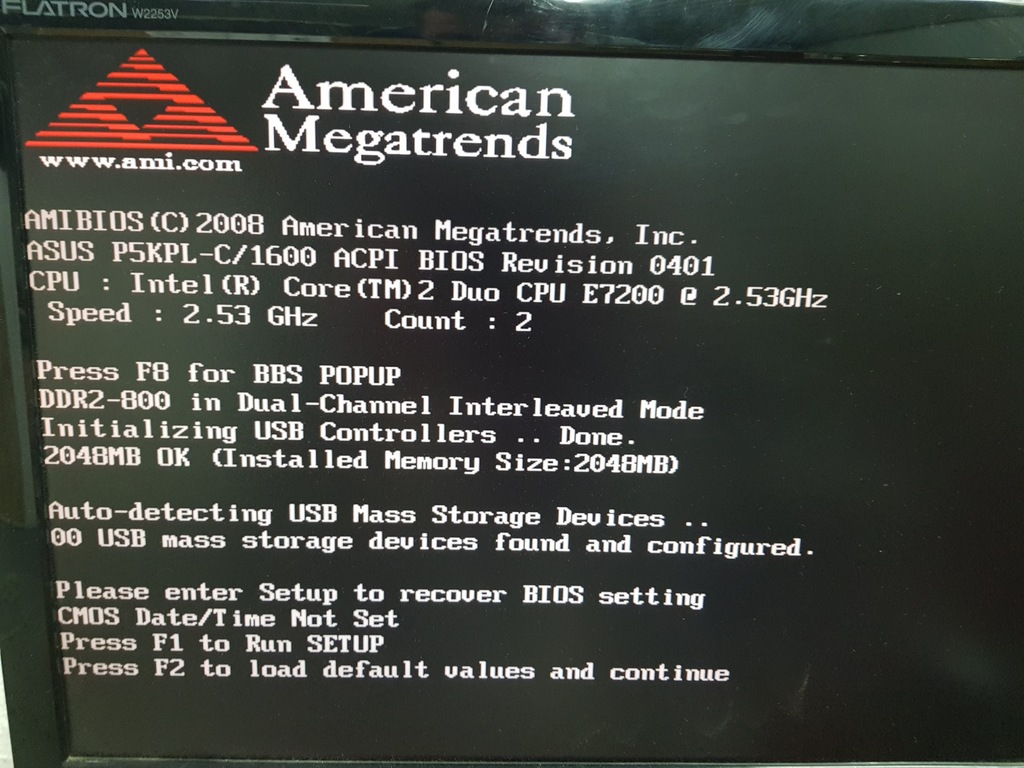 FLATRON W2253V
American
Megatrends
www.ami.com
AMIBIOS(C)2008 American Megatrends, Inc.
ASUS P5KPL-C/1600 ACPI BIOS Revision 0401
CPU : Intel(R) Core(TM)2 Duo CPU E7200 @ 2.53GHz
Speed : 2.53 GHz Count : 2
Press F8 for BBS POPUP
DDR2-800 in Dual-Channel Interleaved Mode
Initializing USB Controllers .. Done.
2048MB OK (Installed Memory Size:2048MB)
Auto-detecting USB Mass Storage Devices ..
00 USB mass storage devices found and configured.
Please enter Setup to recover BIOS setting
CMOS Date/Time Not Set
Press F1 to Run SETUP
Press F2 to load default values and continue